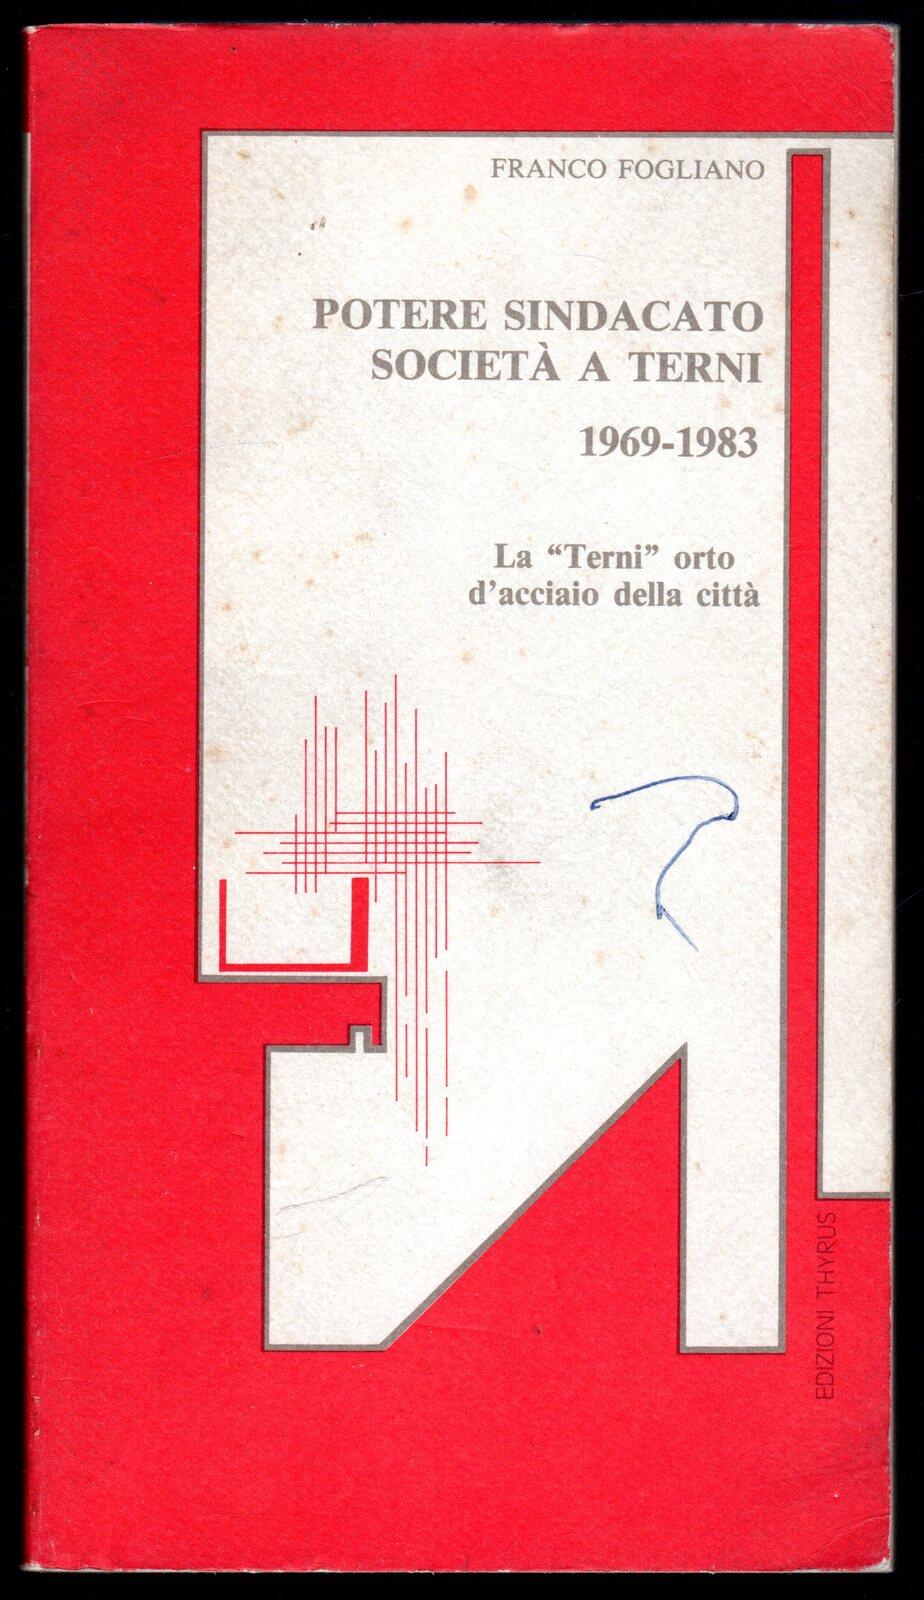 FRANCO FOGLIANO
POTERE SINDACATO
SOCIETÀ A TERNI
1969-1983
La “Terni” orto
d’acciaio della città
EDIZIONI THYRUS